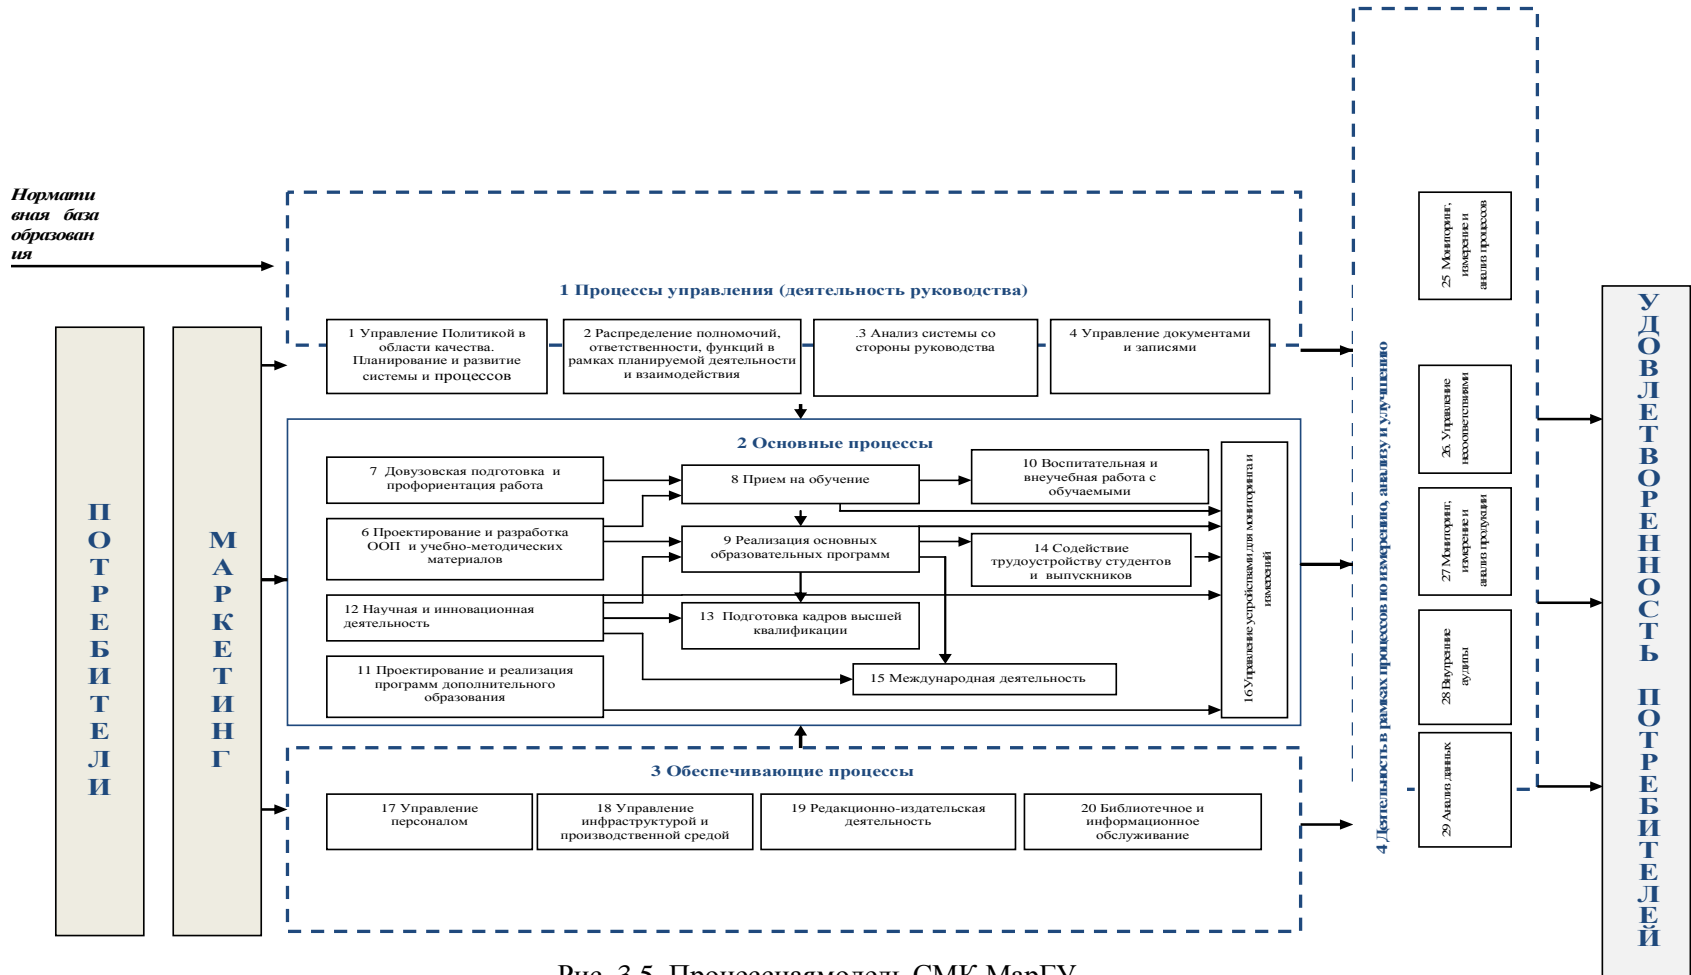 Нормати
вная база
образован
ия
ПОТРЕБИТЕЛИ
МАРКЕТИНГ
1 Процессы управления (деятельность руководства)
1 Управление Политикой в
области качества.
Планирование и развитие
системы и процессов
2 Распределение полномочий,
ответственности, функций в
рамках планируемой деятельности
и взаимодействия
.3 Анализ системы со
стороны руководства
4 Управление документами
и записями
2 Основные процессы
7 Довузовская подготовка и
профориентация работа
8 Прием на обучение
10 Воспитательная и
внеучебная работа с
обучаемыми
6 Проектирование и разработка
ООП и учебно-методических
материалов
9 Реализация основных
образовательных программ
14 Содействие
трудоустройству студентов
и выпускников
12 Научная и инновационная
деятельность
13 Подготовка кадров высшей
квалификации
11 Проектирование и реализация
программ дополнительного
образования
15 Международная деятельность
16 Управление устройствами для мониторинга и
измерений
3 Обеспечивающие процессы
17 Управление
персоналом
18 Управление
инфраструктурой и
производственной средой
19 Редакционно-издательская
деятельность
20 Библиотечное и
информационное
обслуживание
4 Деятельность в рамках процессов по измерению, анализу и улучшению
25 Мониторинг,
измерение и
анализ процессов
26. Управление
несоответствиями
27 Мониторинг,
измерение и
анализ продукции
28 Внутренние
аудиты
29 Анализ данных
УДОВЛЕТВОРЕННОСТЬ ПОТРЕБИТЕЛЕЙ
Рис. 3.5. Процесснаямодель СМК МарГУ